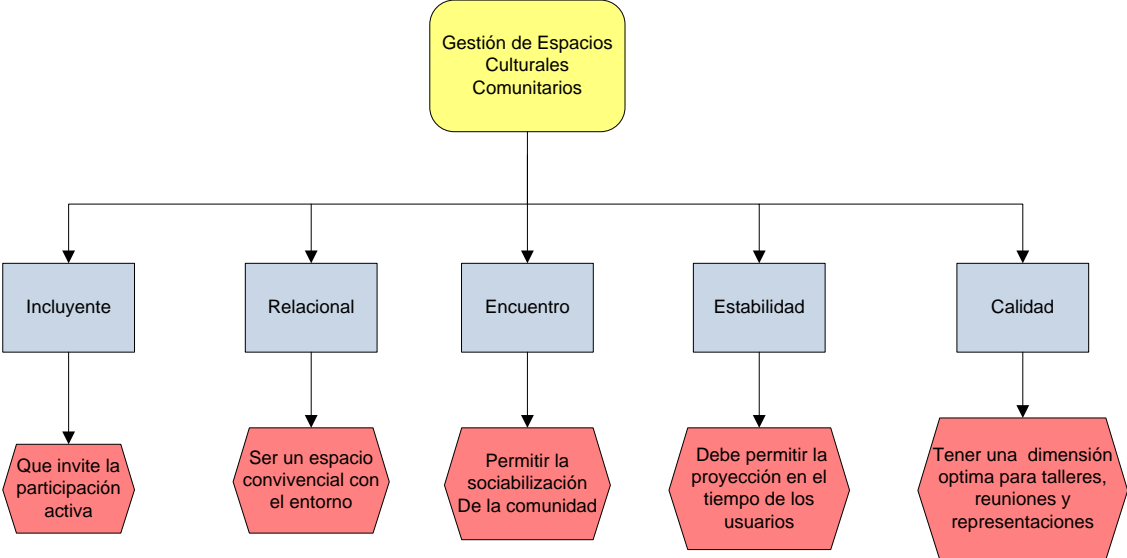 Gestión de Espacios
Culturales
Comunitarios
Incluyente
Relacional
Encuentro
Estabilidad
Calidad
Que invite la
participación
activa
Ser un espacio
convivencial con
el entorno
Permitir la
sociabilización
De la comunidad
Debe permitir la
proyección en el
tiempo de los
usuarios
Tener una dimensión
optima para talleres,
reuniones y
representaciones